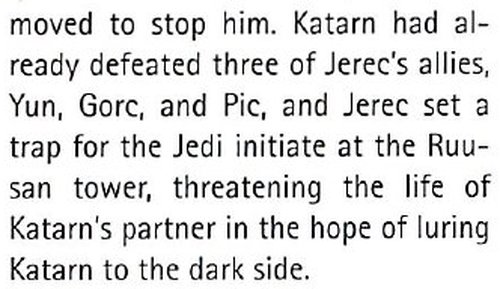 moved to stop him. Katarn had al-
ready defeated three of Jerec's allies,
Yun, Gorc, and Pic, and Jerec set a
trap for the Jedi initiate at the Ruu-
san tower, threatening the life of
Katarn's partner in the hope of luring
Katarn to the dark side.